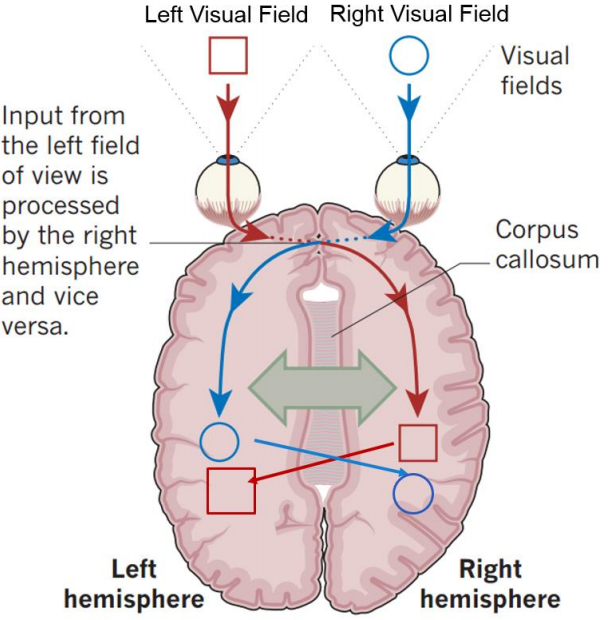 Left Visual Field
Right Visual Field
Visual
fields
Input from
the left field
of view is
processed
by the right
hemisphere
and vice
versa.
Corpus
callosum
Left
hemisphere
Right
hemisphere